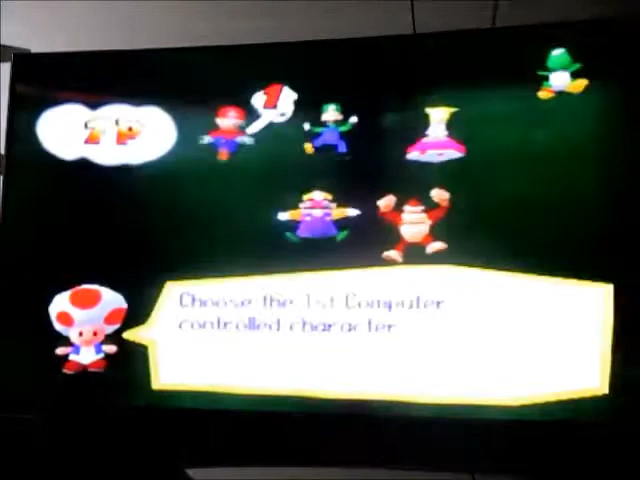 1P
1
Choose the 1st Computer
controlled character